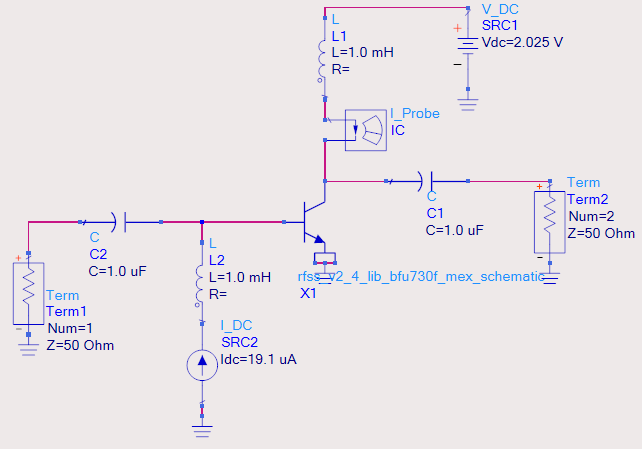 V_DC
SRC1
Vdc=2.025 V
L
L1
L=1.0 mH
R=
I_Probe
IC
C
C1
C=1.0 uF
Term
Term2
Num=2
Z=50 Ohm
C
C2
C=1.0 uF
L
L2
L=1.0 mH
R=
rfss_v2_4_lib_bfu730f_mex_schematic
X1
Term
Term1
Num=1
Z=50 Ohm
I_DC
SRC2
Idc=19.1 uA